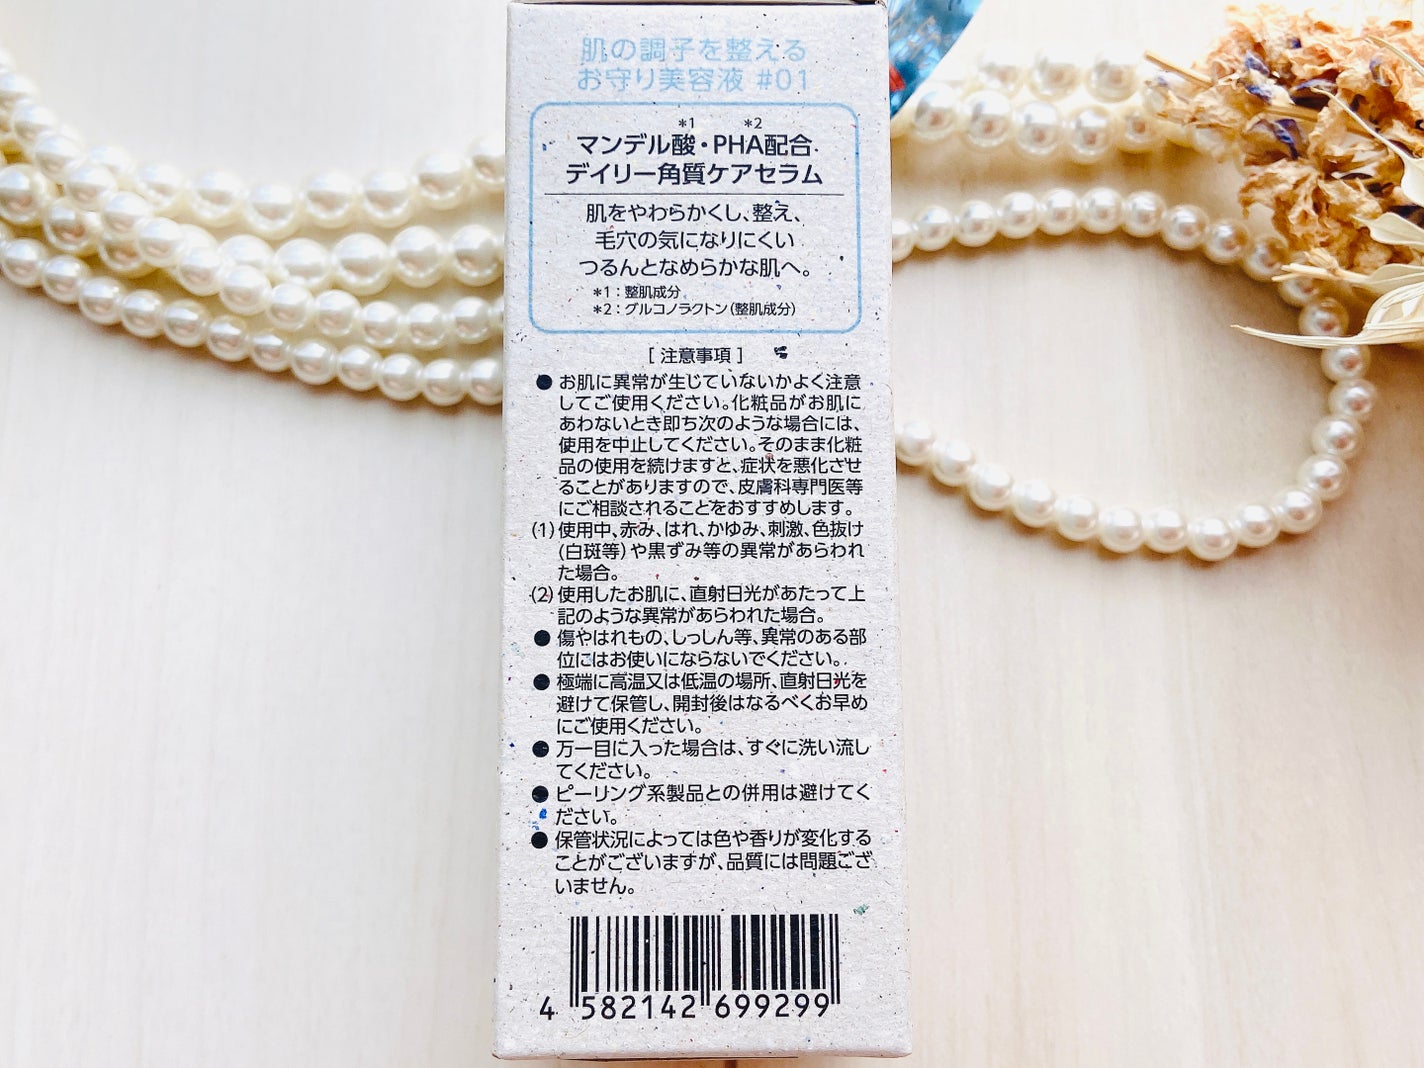 肌の調子を整える
お守り美容液 #01
*1 *2
マンデル酸・PHA配合
デイリー角質ケアセラム
肌をやわらかくし、整え、
毛穴の気になりにくい
つるんとなめらかな肌へ。
*1：整肌成分
*2：グルコノラクトン（整肌成分）
［注意事項］
●お肌に異常が生じていないかよく注意
してご使用ください。化粧品がお肌に
あわないとき即ち次のような場合には、
使用を中止してください。そのまま化粧
品の使用を続けますと、症状を悪化させ
ることがありますので、皮膚科専門医等
にご相談されることをおすすめします。
(1)使用中、赤み、はれ、かゆみ、刺激、色抜け
(白斑等)や黒ずみ等の異常があらわれ
た場合。
(2)使用したお肌に、直射日光があたって上
記のような異常があらわれた場合。
●傷やはれもの、しっしん等、異常のある部
位にはお使いにならないでください。
●極端に高温又は低温の場所、直射日光を
避けて保管し、開封後はなるべくお早め
にご使用ください。
●万一目に入った場合は、すぐに洗い流し
てください。
●ピーリング系製品との併用は避けてく
ださい。
●保管状況によっては色や香りが変化する
ことがございますが、品質には問題ござ
いません。
4 582142 699299